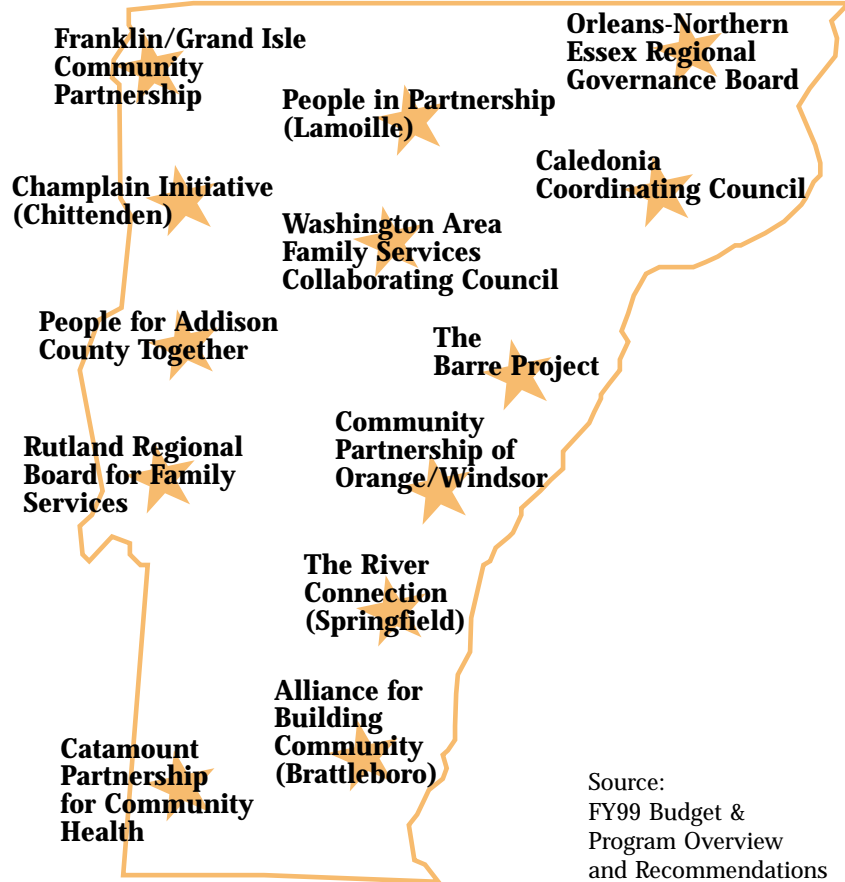 Franklin/Grand Isle
Community
Partnership
Orleans-Northern
Essex Regional
Governance Board
People in Partnership
(Lamoille)
Caledonia
Coordinating Council
Champlain Initiative
(Chittenden)
Washington Area
Family Services
Collaborating Council
People for Addison
County Together
The
Barre Project
Community
Partnership of
Orange/Windsor
Rutland Regional
Board for Family
Services
The River
Connection
(Springfield)
Alliance for
Building
Community
(Brattleboro)
Catamount
Partnership
for Community
Health
Source:
FY99 Budget &
Program Overview
and Recommendations